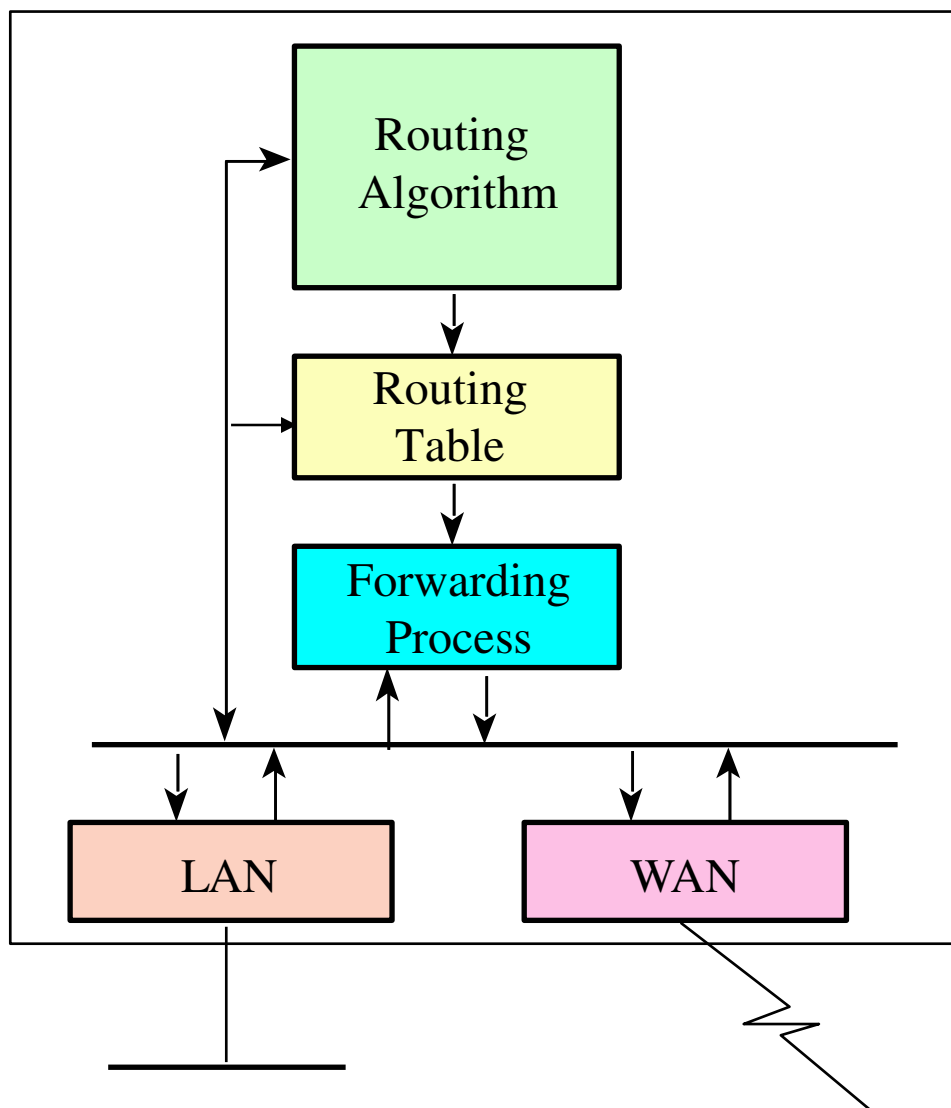 Routing
Algorithm
Routing
Table
Forwarding
Process
LAN
WAN